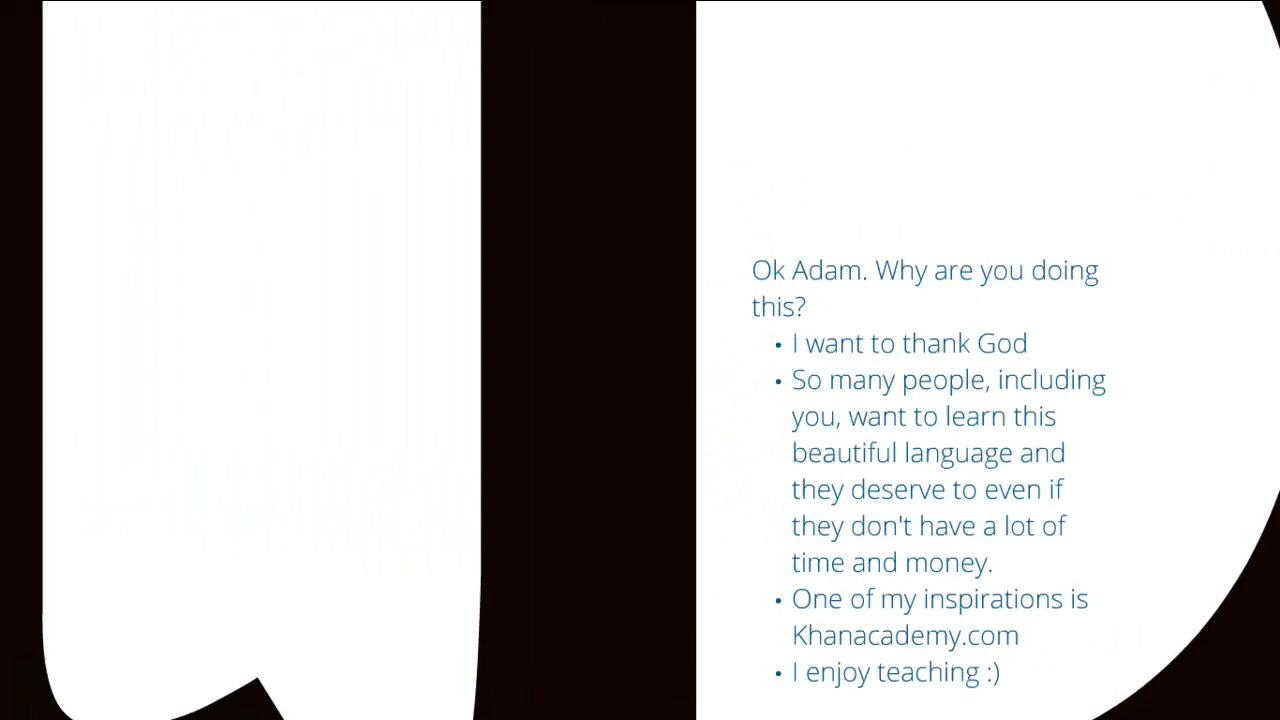 Ok Adam. Why are you doing
this?
• I want to thank God
• So many people, including
you, want to learn this
beautiful language and
they deserve to even if
they don't have a lot of
time and money.
• One of my inspirations is
Khanacademy.com
• I enjoy teaching :)